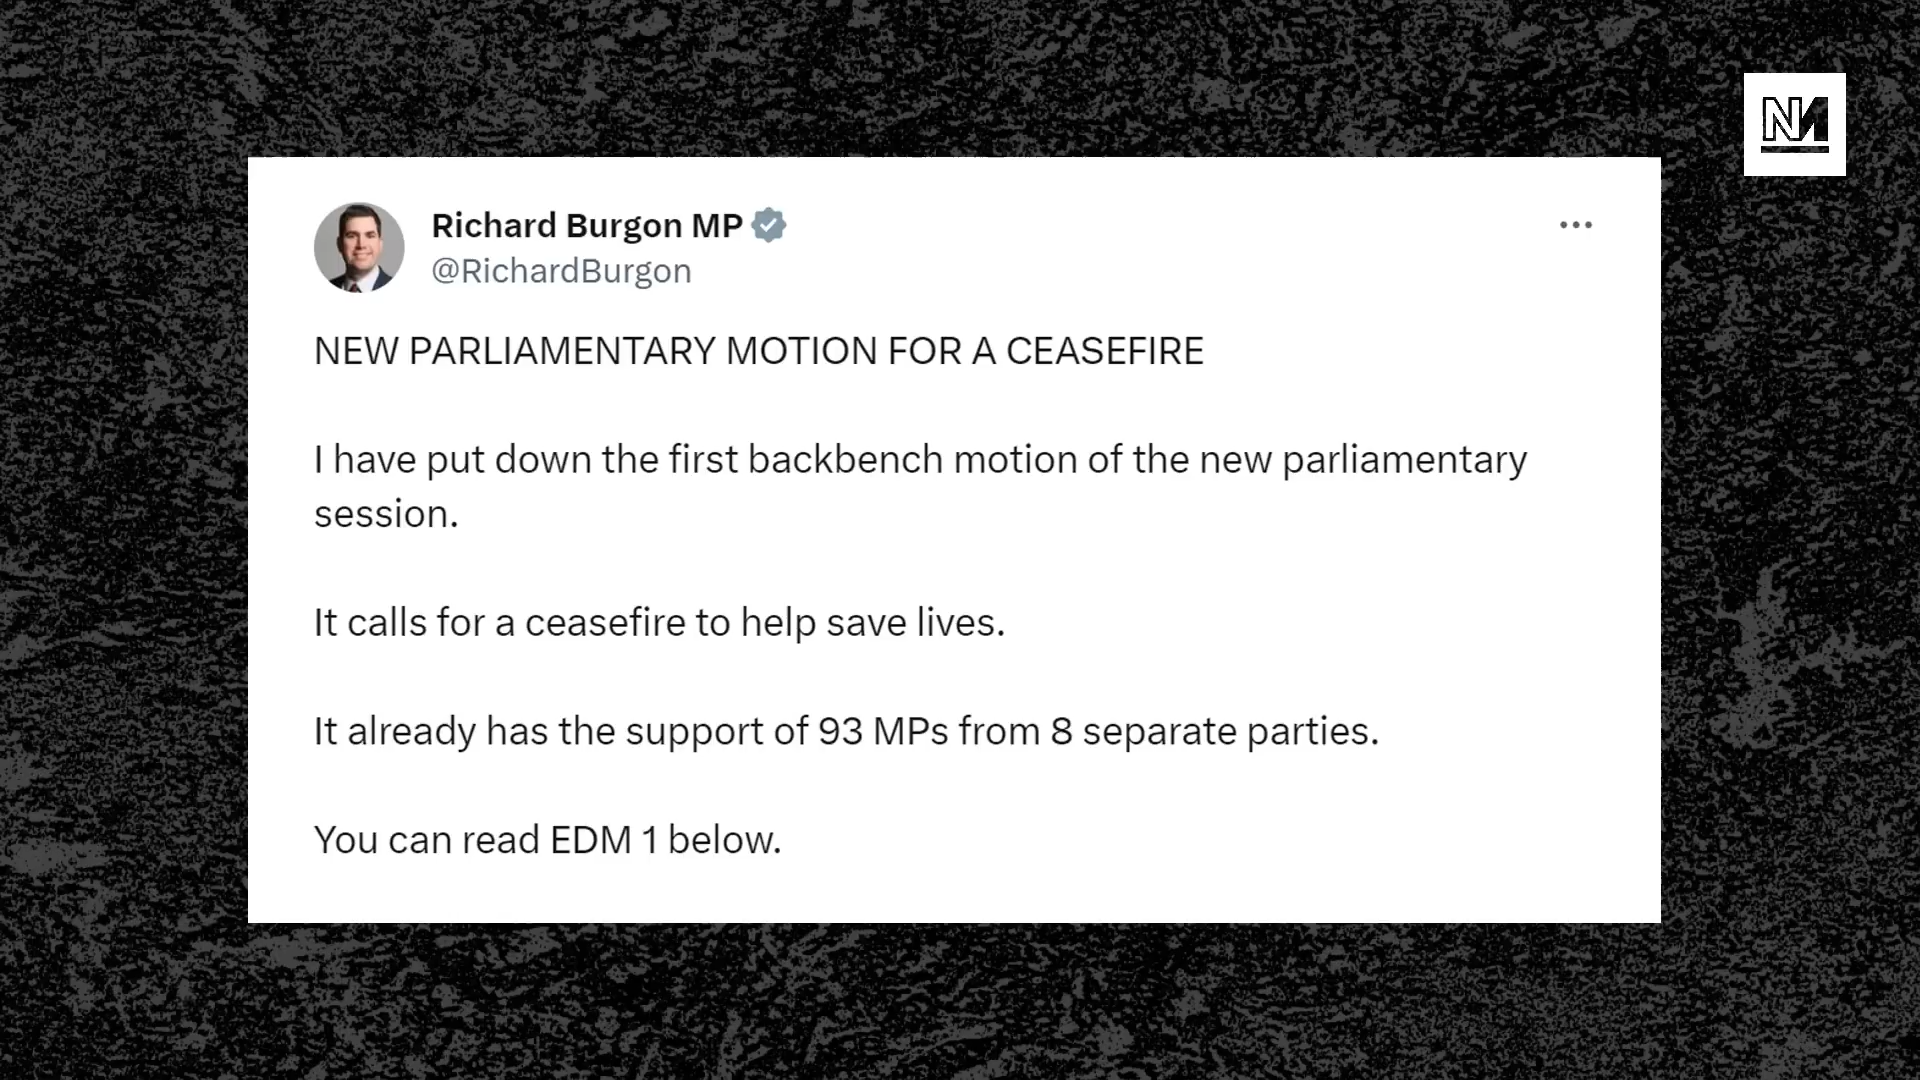 NM
Richard Burgon MP
@RichardBurgon
NEW PARLIAMENTARY MOTION FOR A CEASEFIRE
I have put down the first backbench motion of the new parliamentary
session.
It calls for a ceasefire to help save lives.
It already has the support of 93 MPs from 8 separate parties.
You can read EDM 1 below.